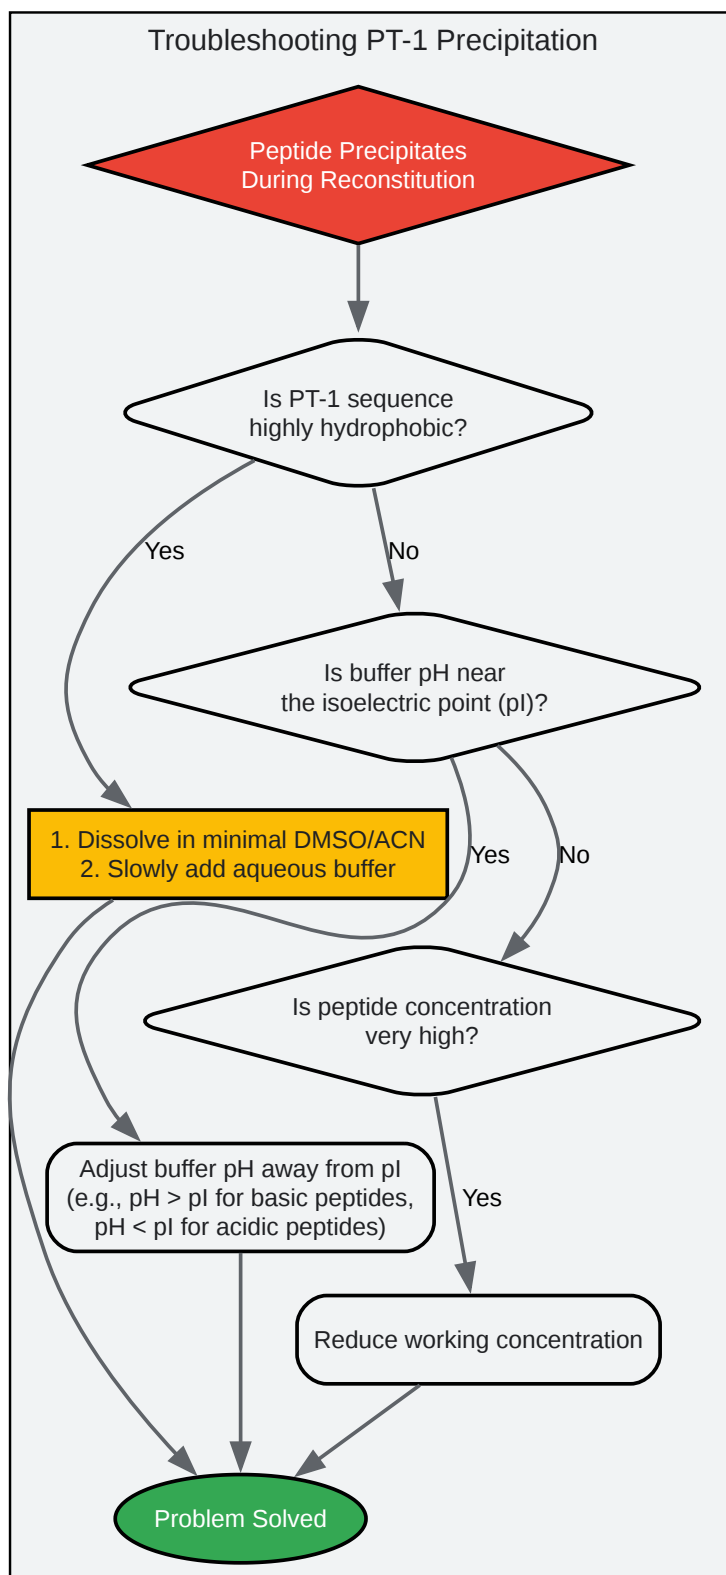 Troubleshooting PT-1 Precipitation
Peptide Precipitates
During Reconstitution
Is PT-1 sequence
highly hydrophobic?
Yes
No
Is buffer pH near
the isoelectric point (pI)?
1. Dissolve in minimal DMSO/ACN
2. Slowly add aqueous buffer
Yes
No
Is peptide concentration
very high?
Adjust buffer pH away from pI
(e.g., pH > pI for basic peptides,
pH < pI for acidic peptides)
Yes
Reduce working concentration
Problem Solved